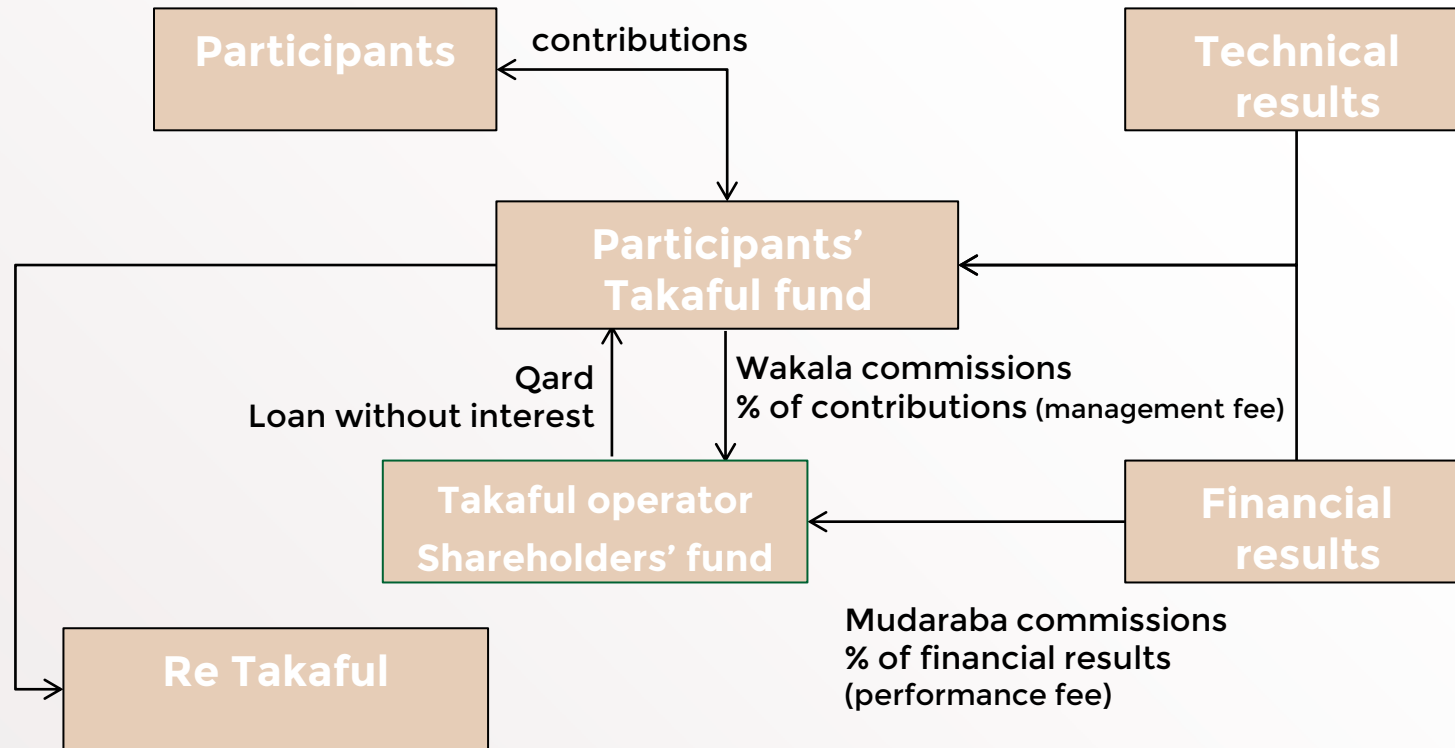 Participants
contributions
Technical
results
Participants’
Takaful fund
Qard
Loan without interest
Wakala commissions
% of contributions (management fee)
Takaful operator
Shareholders’ fund
Financial
results
Mudaraba commissions
% of financial results
(performance fee)
Re Takaful